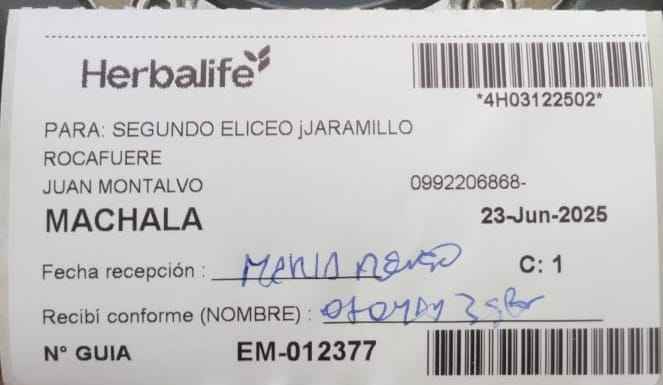 Herbalife
*4H03122502*
PARA: SEGUNDO ELICEO jJARAMILLO
ROCAFUERE
JUAN MONTALVO 0992206868-
MACHALA 23-Jun-2025
Fecha recepción : MARIA C: 1
Recibí conforme (NOMBRE) :
N° GUIA EM-012377